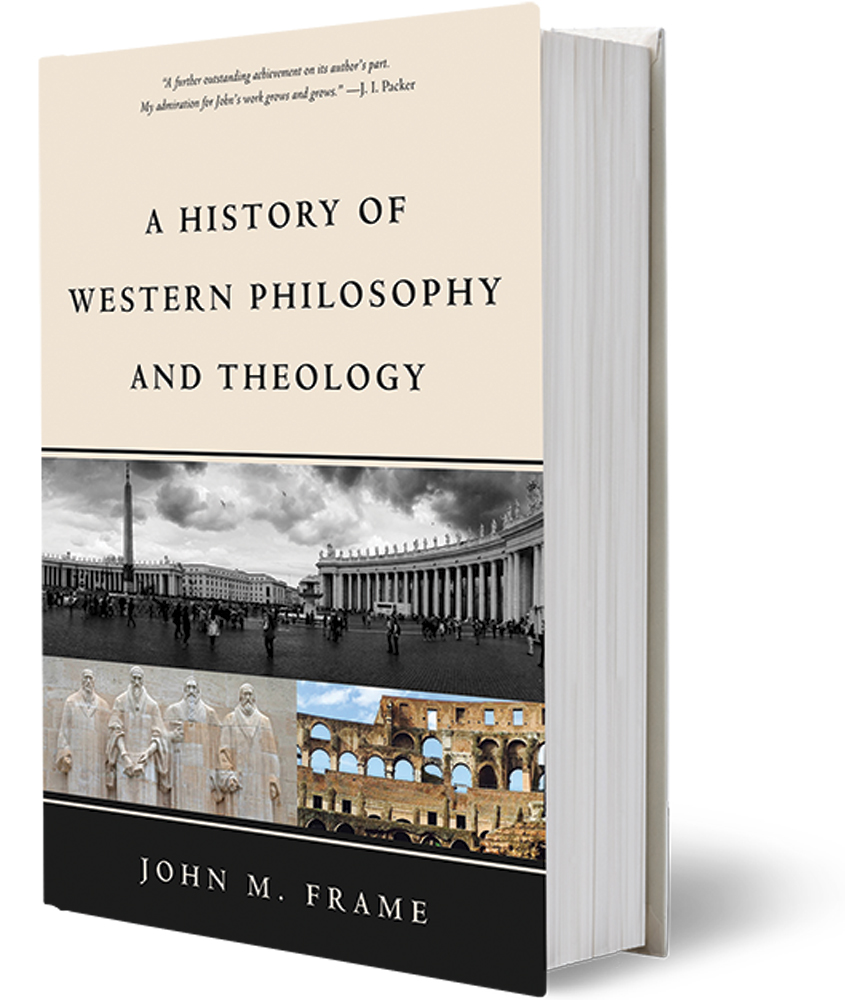 “A further outstanding achievement on its author’s part.
My admiration for John’s work grows and grows.” —J. I. Packer
A HISTORY OF
WESTERN PHILOSOPHY
AND THEOLOGY
JOHN M. FRAME